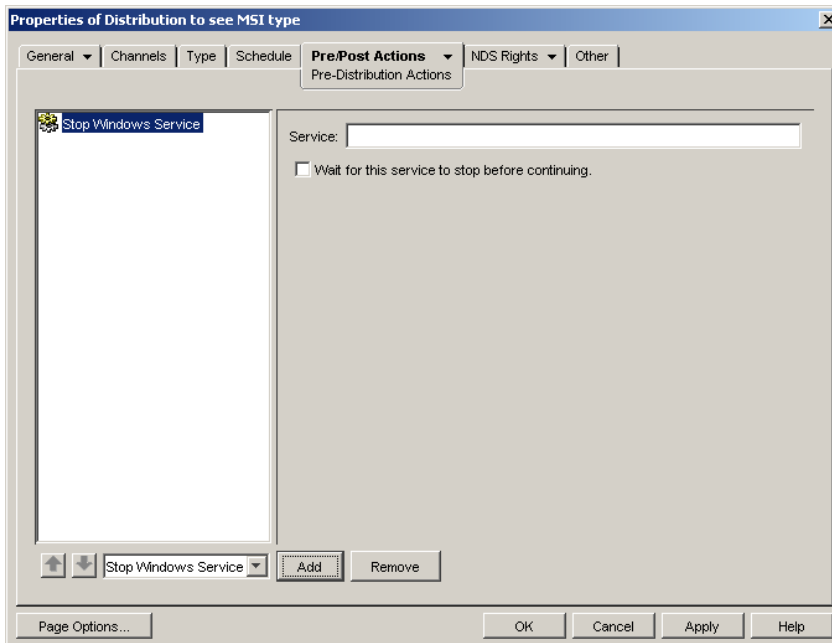 Properties of Distribution to see MSI type
General Channels Type Schedule Pre/Post Actions NDS Rights Other
Pre-Distribution Actions
Stop Windows Service
Service:
Wait for this service to stop before continuing.
Stop Windows Service Add Remove
Page Options... OK Cancel Apply Help